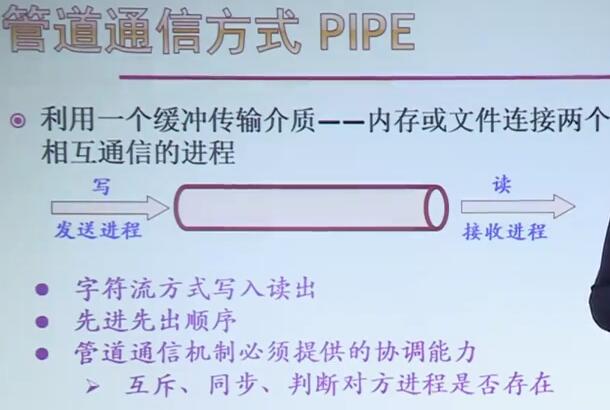 管道通信方式 PIPE
利用一个缓冲传输介质——内存或文件连接两个
相互通信的进程
写
读
发送进程
接收进程
字符流方式写入读出
先进先出顺序
管道通信机制必须提供的协调能力
互斥、同步、判断对方进程是否存在